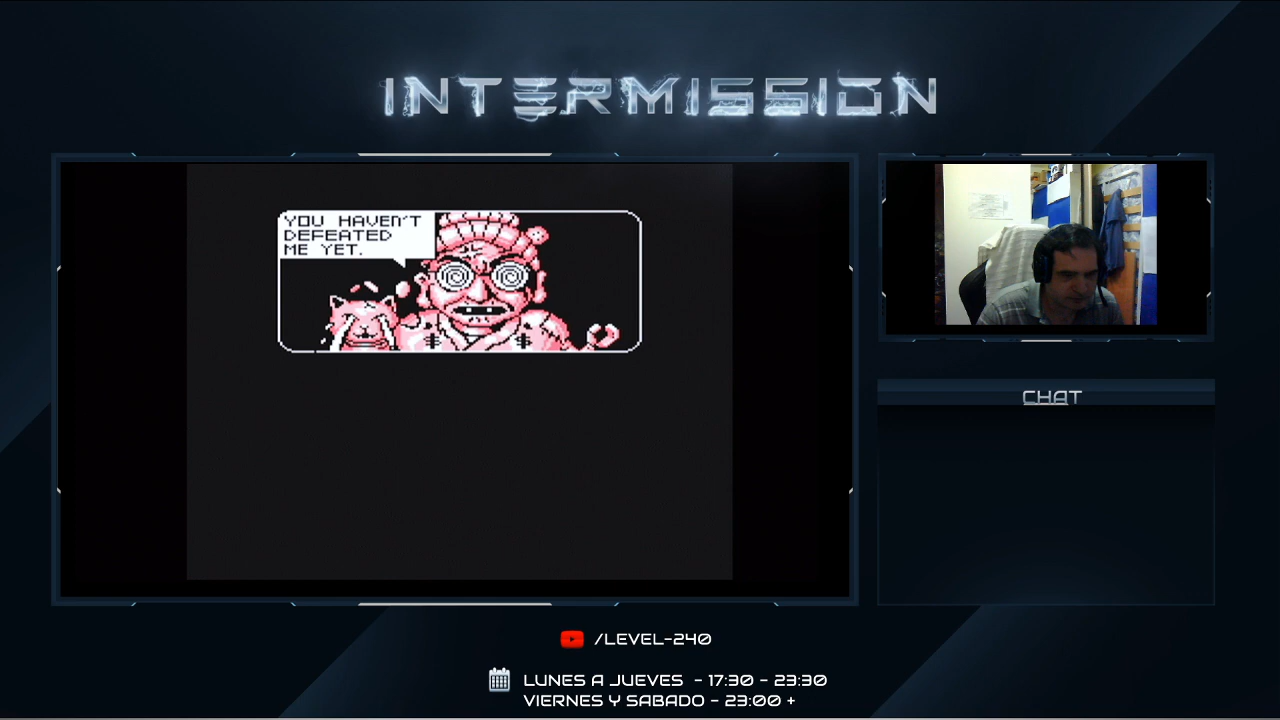 INTERMISSION
YOU HAVEN'T
DEFEATED
ME YET.
CHAT
/LEVEL-240
LUNES A JUEVES - 17:30 - 23:30
VIERNES Y SABADO - 23:00 +